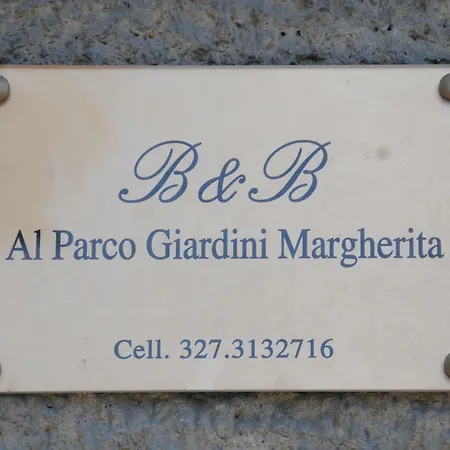 B & B
Al Parco Giardini Margherita
Cell. 327.3132716